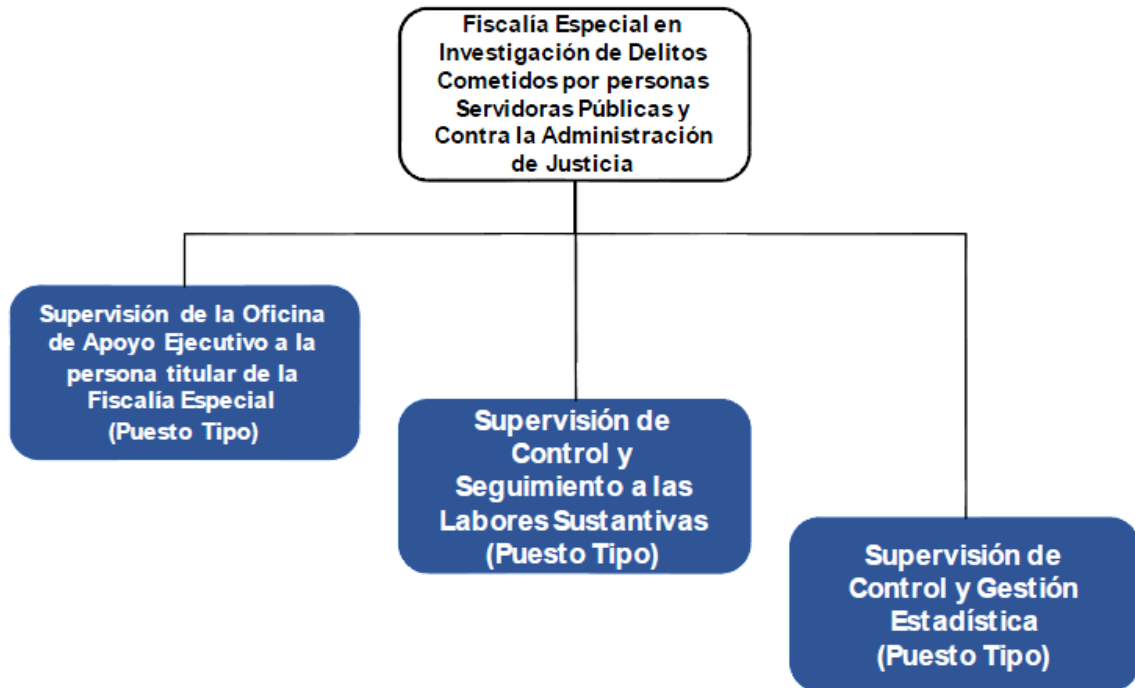 Fiscalía Especial en
Investigación de Delitos
Cometidos por personas
Servidoras Públicas y
Contra la Administración
de Justicia
Supervisión de la Oficina
de Apoyo Ejecutivo a la
persona titular de la
Fiscalía Especial
(Puesto Tipo)
Supervisión de
Control y
Seguimiento a las
Labores Sustantivas
(Puesto Tipo)
Supervisión de
Control y Gestión
Estadística
(Puesto Tipo)